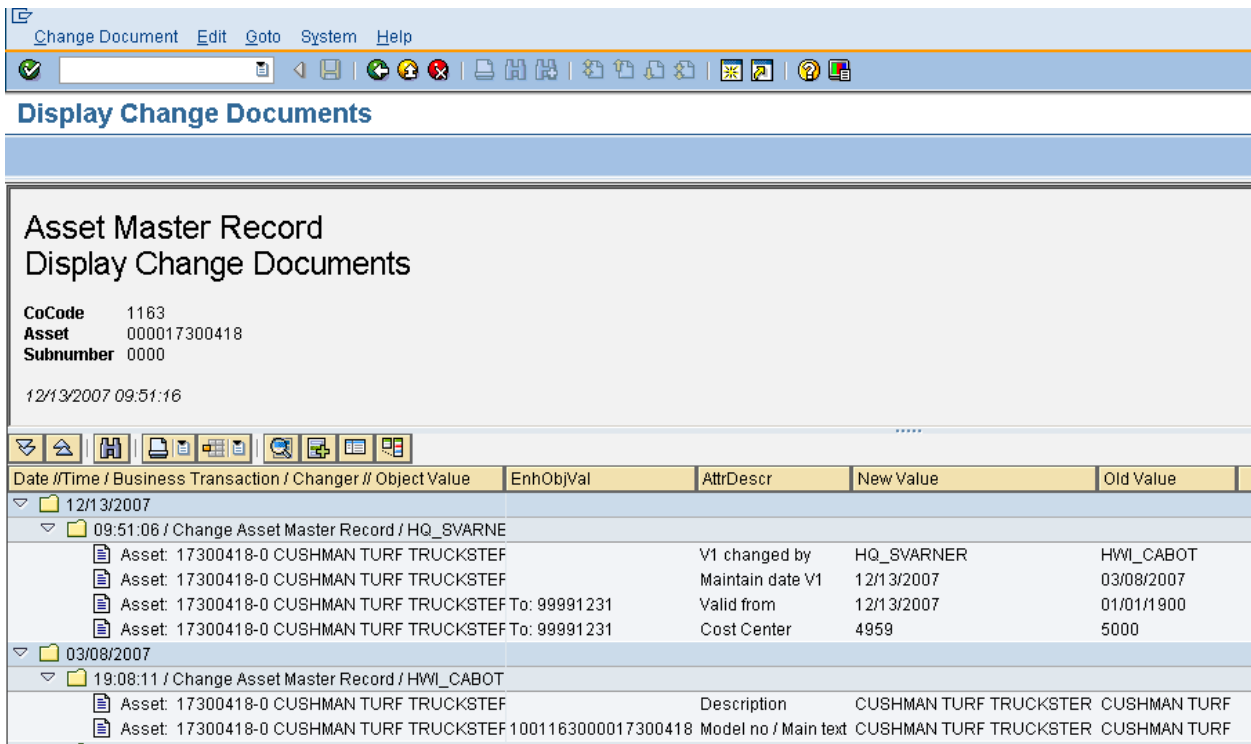 Change Document Edit Goto System Help
Display Change Documents
Asset Master Record
Display Change Documents
CoCode 1163
Asset 000017300418
Subnumber 0000
12/13/2007 09:51:16
Date //Time / Business Transaction / Changer // Object Value EnhObjVal AttrDescr New Value Old Value
12/13/2007
09:51:06 / Change Asset Master Record / HQ_SVARNE
Asset: 17300418-0 CUSHMAN TURF TRUCKSTER V1 changed by HQ_SVARNER HWI_CABOT
Asset: 17300418-0 CUSHMAN TURF TRUCKSTER Maintain date V1 12/13/2007 03/08/2007
Asset: 17300418-0 CUSHMAN TURF TRUCKSTER To: 99991231 Valid from 12/13/2007 01/01/1900
Asset: 17300418-0 CUSHMAN TURF TRUCKSTER To: 99991231 Cost Center 4959 5000
03/08/2007
19:08:11 / Change Asset Master Record / HWI_CABOT
Asset: 17300418-0 CUSHMAN TURF TRUCKSTER Description CUSHMAN TURF TRUCKSTER CUSHMAN TURF
Asset: 17300418-0 CUSHMAN TURF TRUCKSTER 1001163000017300418 Model no / Main text CUSHMAN TURF TRUCKSTER CUSHMAN TURF